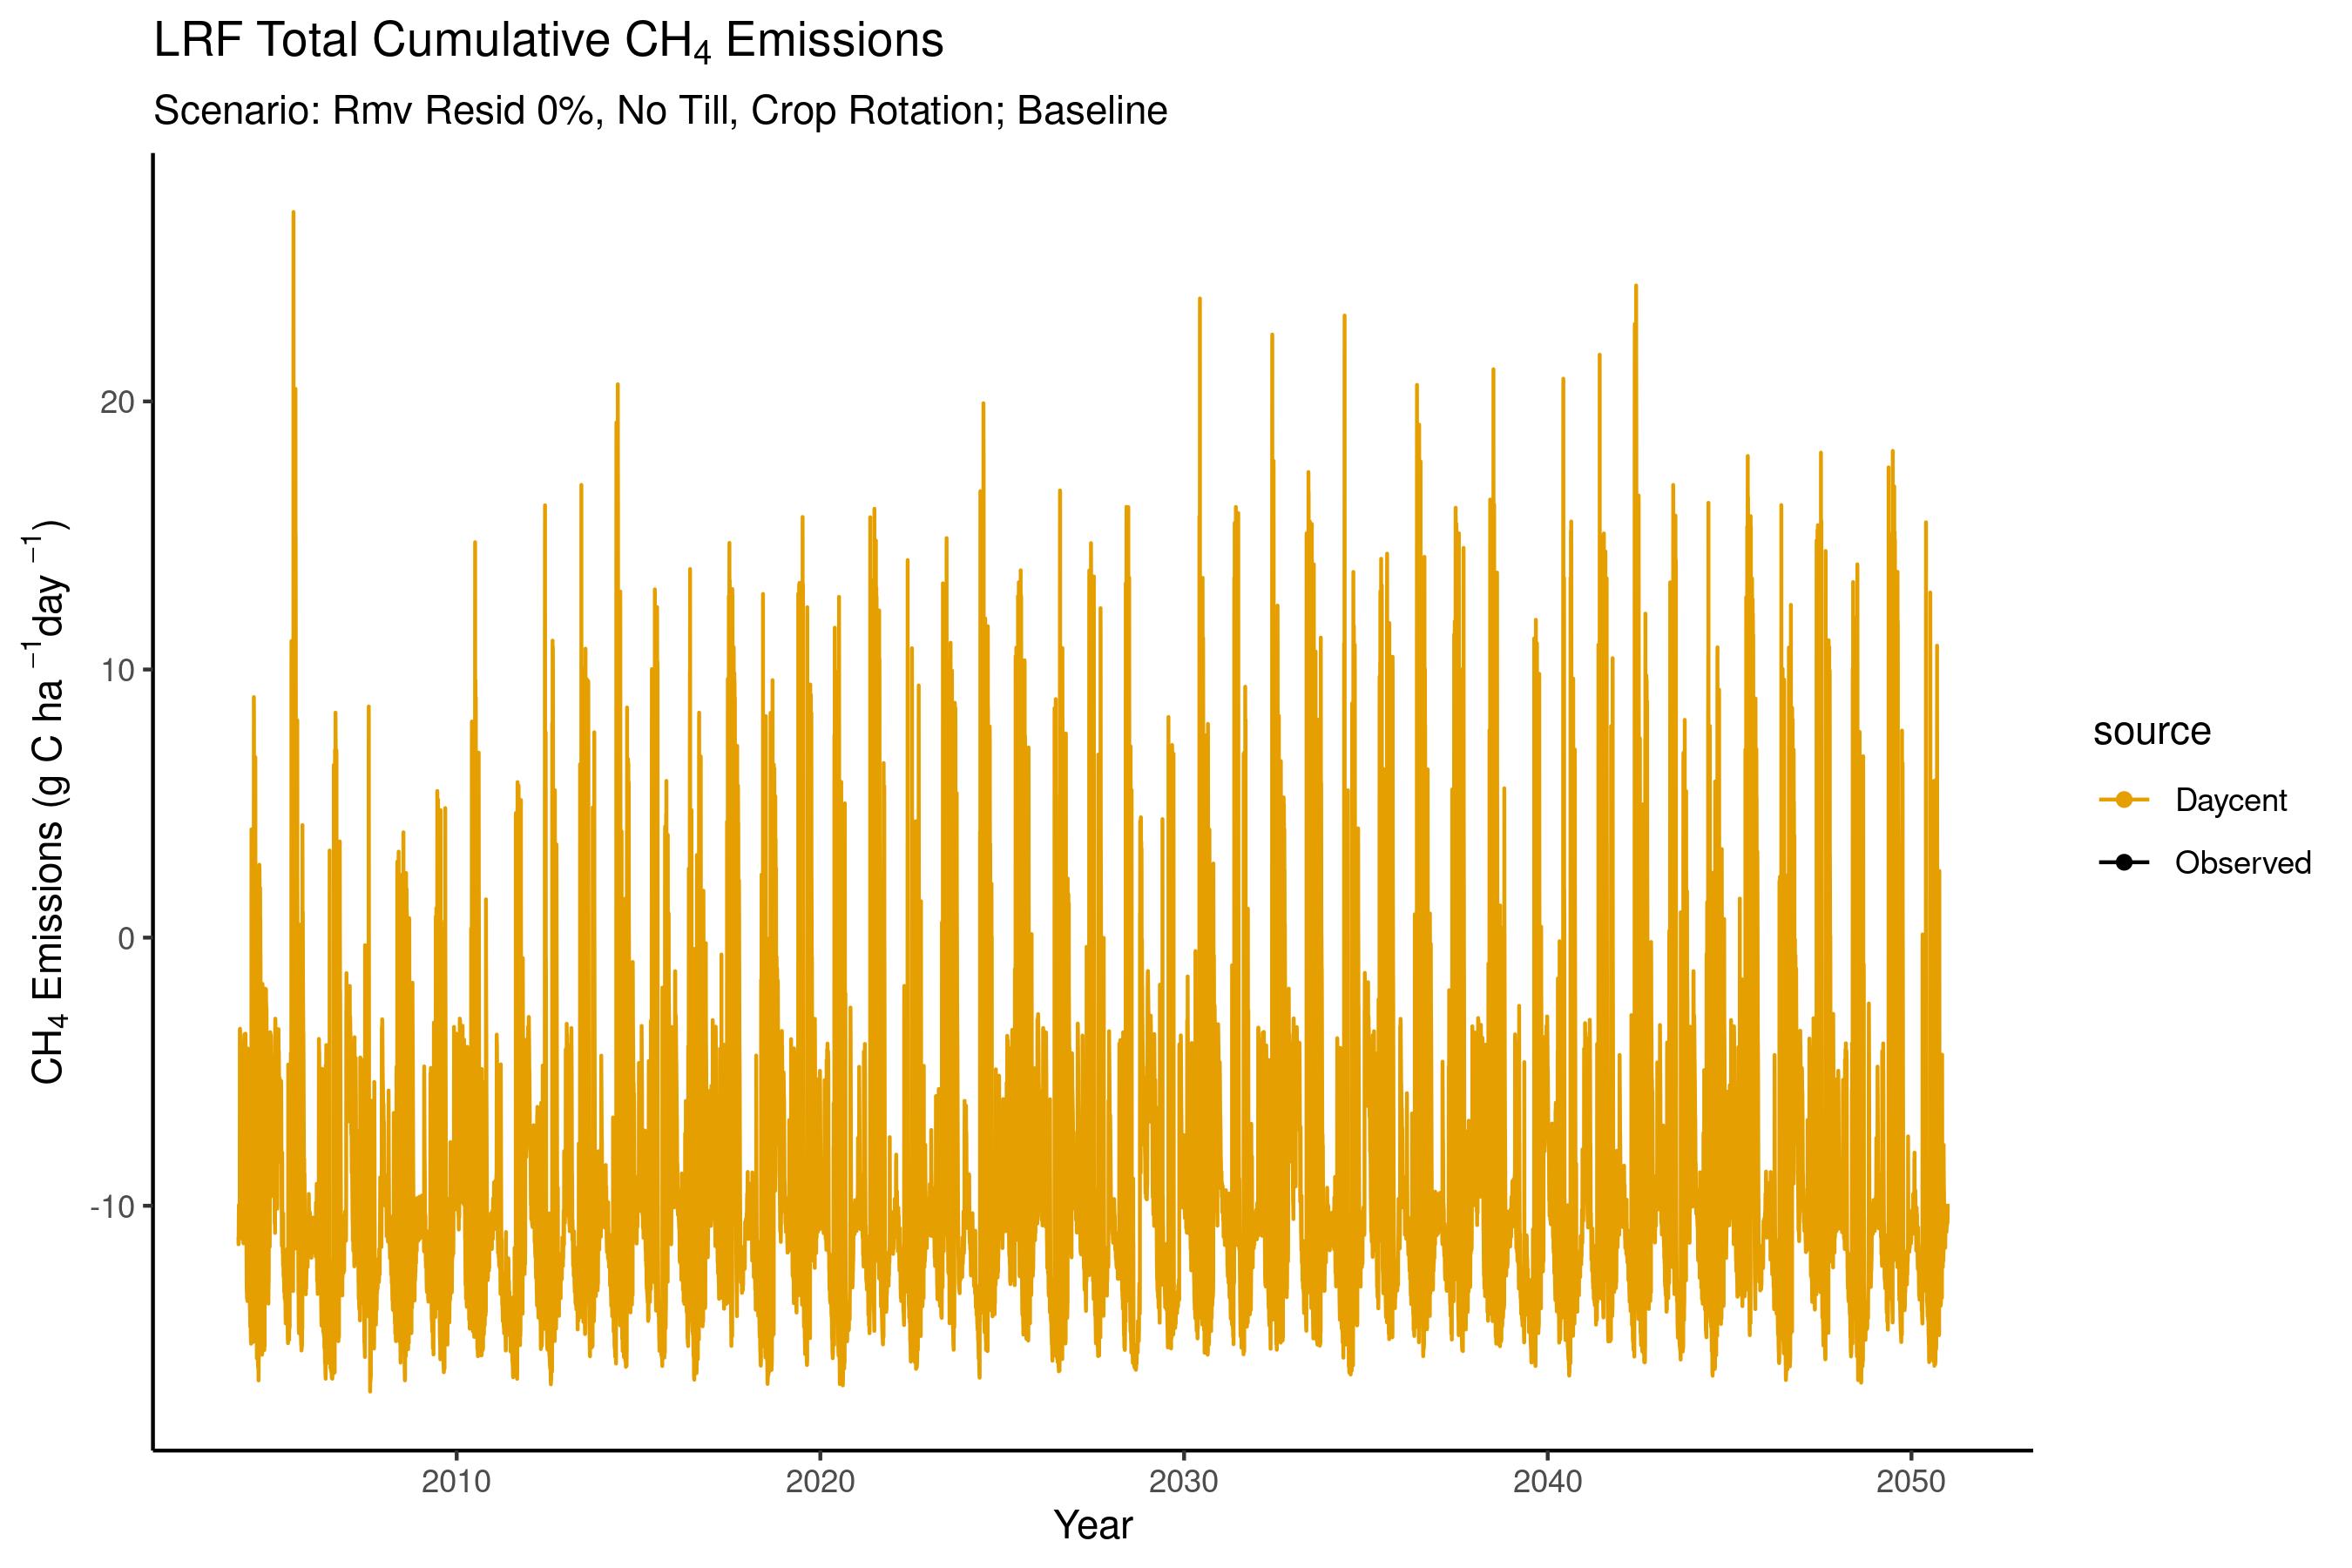 LRF Total Cumulative CH₄ Emissions
Scenario: Rmv Resid 0%, No Till, Crop Rotation; Baseline
CH₄ Emissions (g C ha ⁻¹day ⁻¹)
20
10
0
-10
2010 2020 2030 2040 2050
Year
source
Daycent
Observed